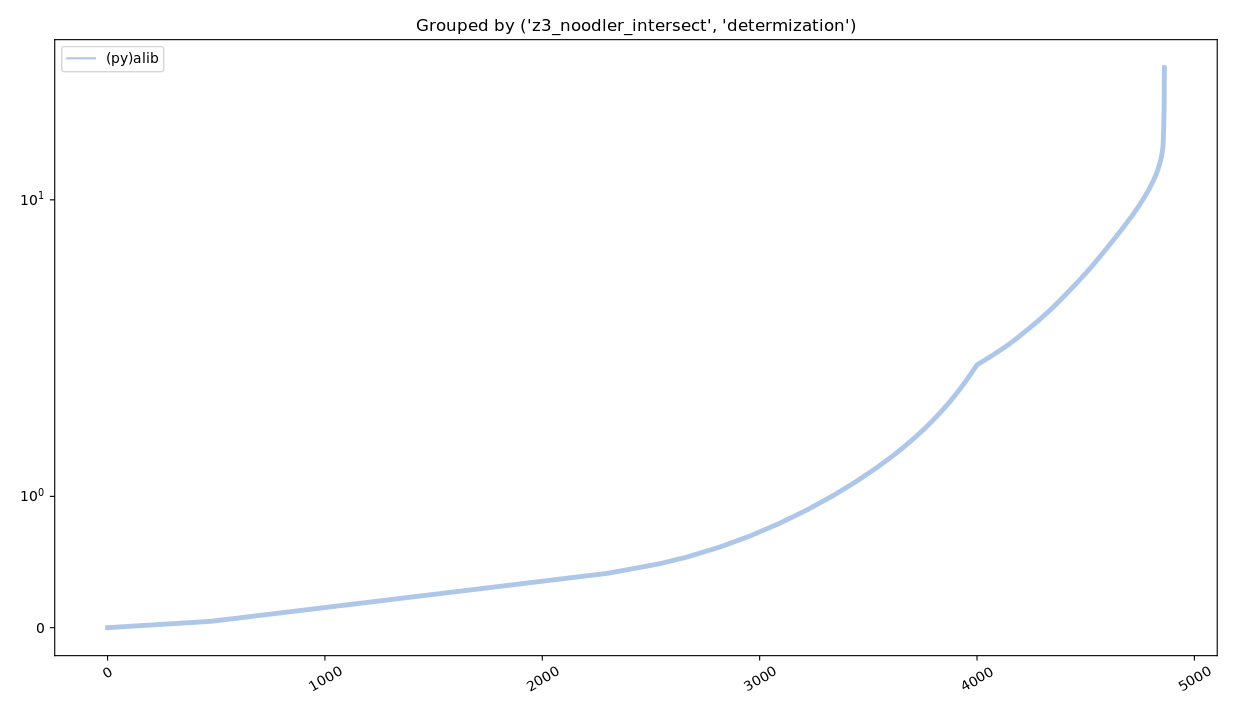 Grouped by ('z3_noodler_intersect', 'determization')
(py)alib
10^1
10^0
0
0 1000 2000 3000 4000 5000